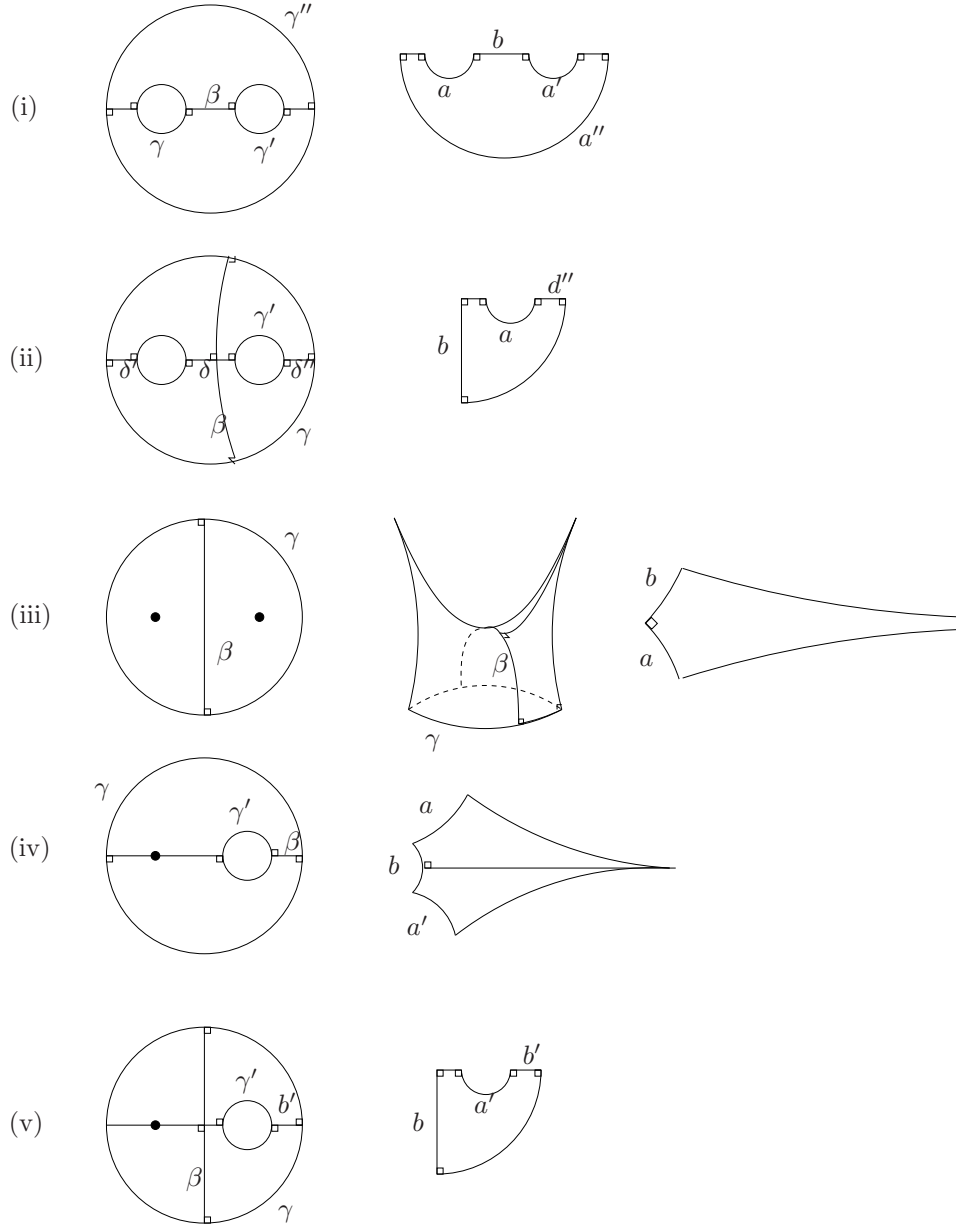 γ''
b
(i)
β
γ
γ'
a
a'
a''
d''
γ'
(ii)
δ'
δ
δ''
b
a
β
γ
(iii)
γ
β
β
γ
b
a
γ
γ'
(iv)
β
a
b
a'
b'
γ'
b'
(v)
b
a'
β
γ